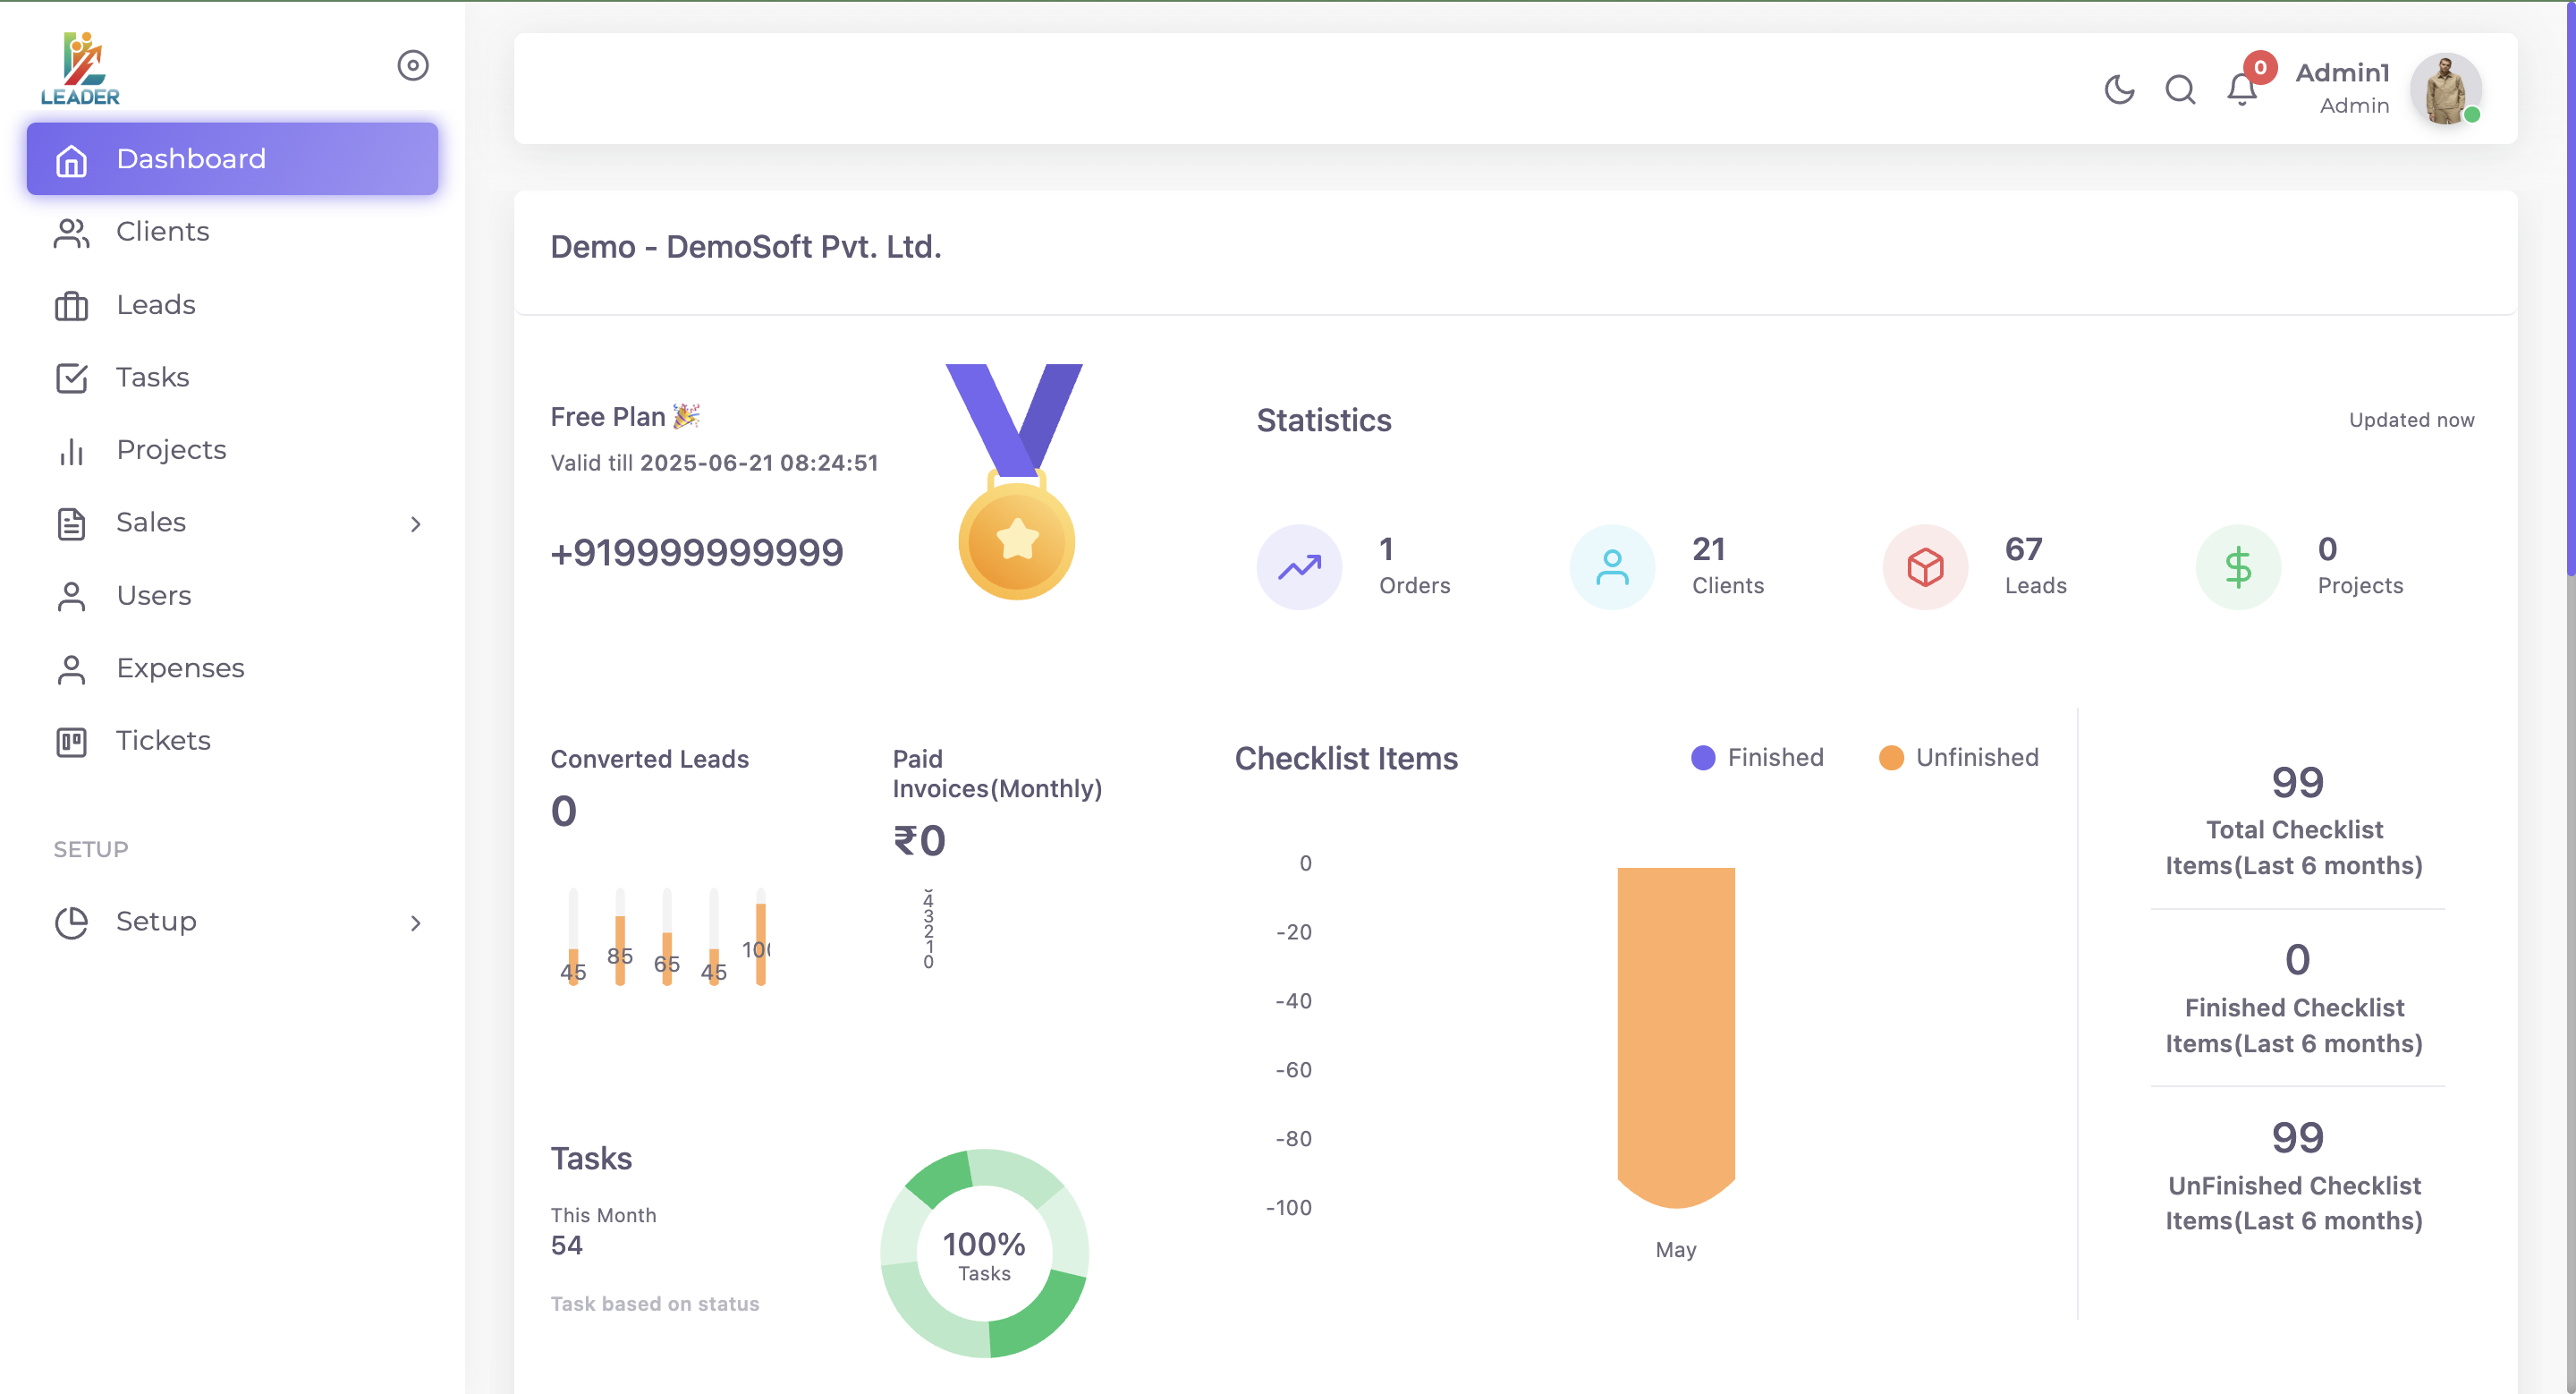 LEADER
Dashboard
Clients
Leads
Tasks
Projects
Sales
Users
Expenses
Tickets
SETUP
Setup
0
Admin1
Admin
Demo - DemoSoft Pvt. Ltd.
Free Plan 🎉
Valid till 2025-06-21 08:24:51
+919999999999
Statistics
Updated now
1
Orders
21
Clients
67
Leads
0
Projects
Converted Leads
0
45
85
65
45
100
Paid
Invoices(Monthly)
₹0
4
3
2
1
0
Checklist Items
Finished
Unfinished
0
-20
-40
-60
-80
-100
May
99
Total Checklist
Items(Last 6 months)
0
Finished Checklist
Items(Last 6 months)
99
UnFinished Checklist
Items(Last 6 months)
Tasks
This Month
54
Task based on status
100%
Tasks